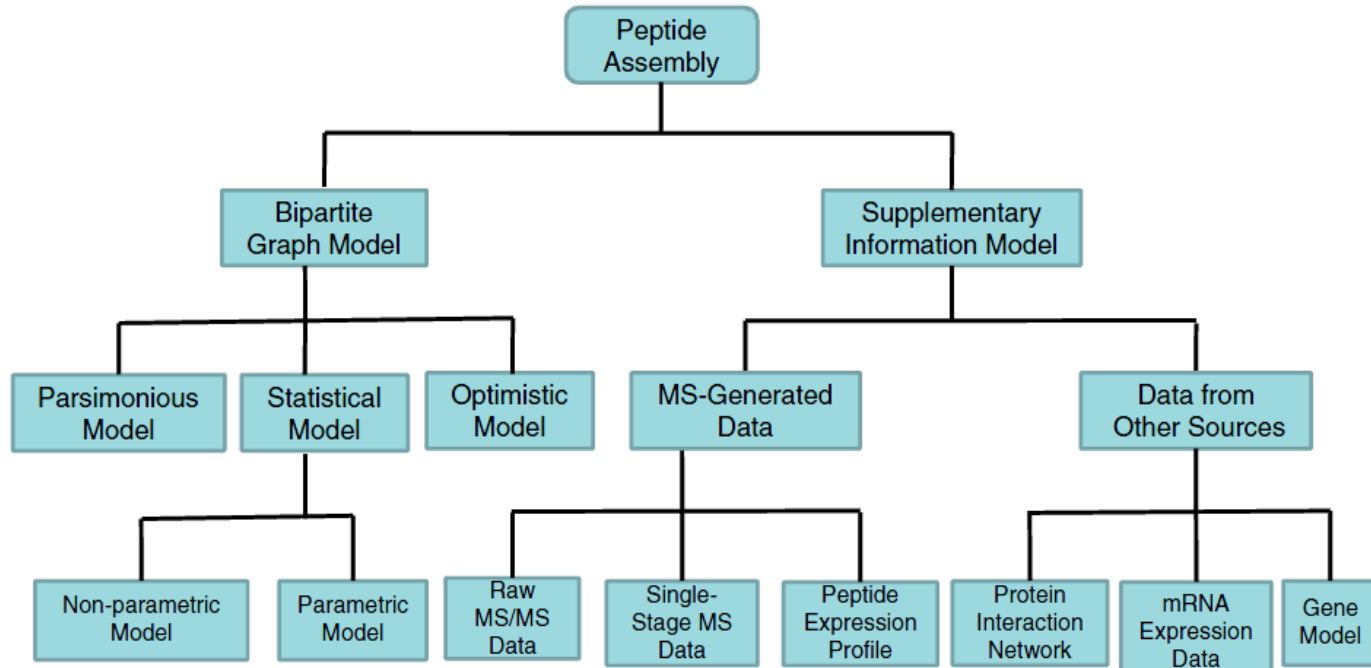 Peptide
Assembly
Bipartite
Graph Model
Supplementary
Information Model
Parsimonious
Model
Statistical
Model
Optimistic
Model
MS-Generated
Data
Data from
Other Sources
Non-parametric
Model
Parametric
Model
Raw
MS/MS
Data
Single-
Stage MS
Data
Peptide
Expression
Profile
Protein
Interaction
Network
mRNA
Expression
Data
Gene
Model